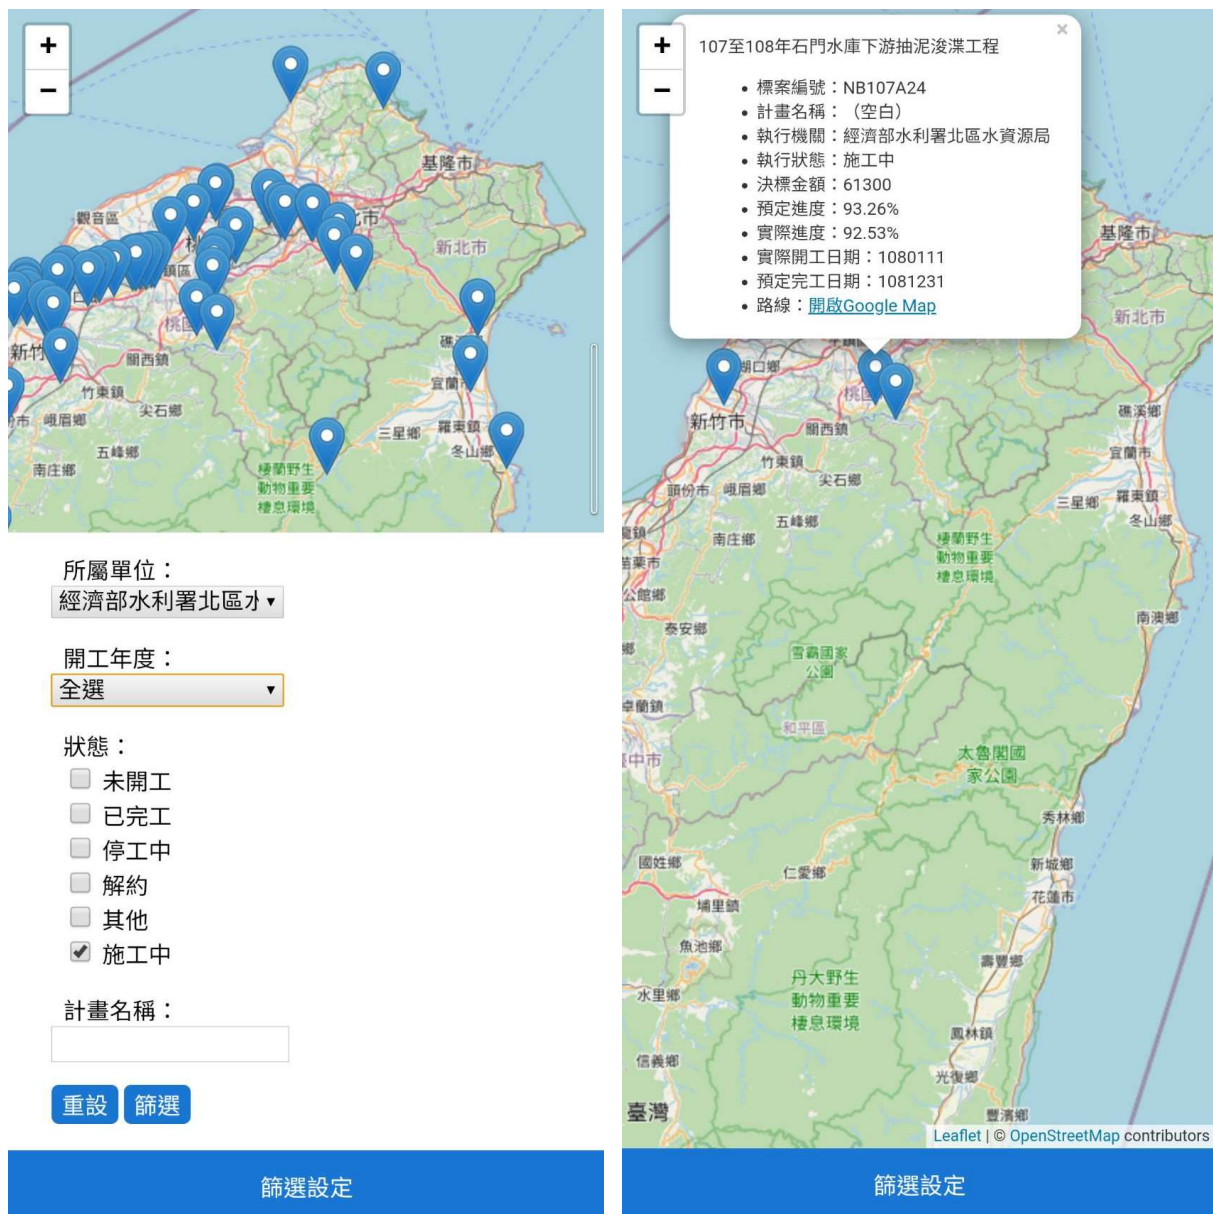 +
−
基隆市
觀音區
北市
新北市
桃
鎮區
桃園
新竹
關西鎮
宜蘭市
竹東鎮
尖石鄉
峨眉鄉
三星鄉
羅東鎮
冬山鄉
五峰鄉
南庄鄉
棲蘭野生
動物重要
棲息環境
所屬單位：
經濟部水利署北區水
開工年度：
全選
狀態：
未開工
已完工
停工中
解約
其他
施工中
計畫名稱：
重設 篩選
篩選設定
+
−
×
107至108年石門水庫下游抽泥浚渫工程
• 標案編號：NB107A24
• 計畫名稱：（空白）
• 執行機關：經濟部水利署北區水資源局
• 執行狀態：施工中
• 決標金額：61300
• 預定進度：93.26%
• 實際進度：92.53%
• 實際開工日期：1080111
• 預定完工日期：1081231
• 路線：開啟Google Map
基隆市
新北市
湖口鄉
桃園
新竹市
關西鎮
礁溪鄉
宜蘭市
竹東鎮
尖石鄉
頭份市
峨眉鄉
三星鄉
羅東鎮
冬山鄉
五峰鄉
南庄鄉
棲蘭野生
動物重要
棲息環境
苗栗市
公館鄉
南澳鄉
泰安鄉
雪霸國家
公園
卓蘭鎮
和平區
臺中市
太魯閣國
家公園
秀林鄉
國姓鄉
仁愛鄉
新城鄉
花蓮市
埔里鎮
魚池鄉
壽豐鄉
丹大野生
動物重要
棲息環境
水里鄉
鳳林鎮
信義鄉
光復鄉
臺灣
豐濱鄉
Leaflet | © OpenStreetMap contributors
篩選設定